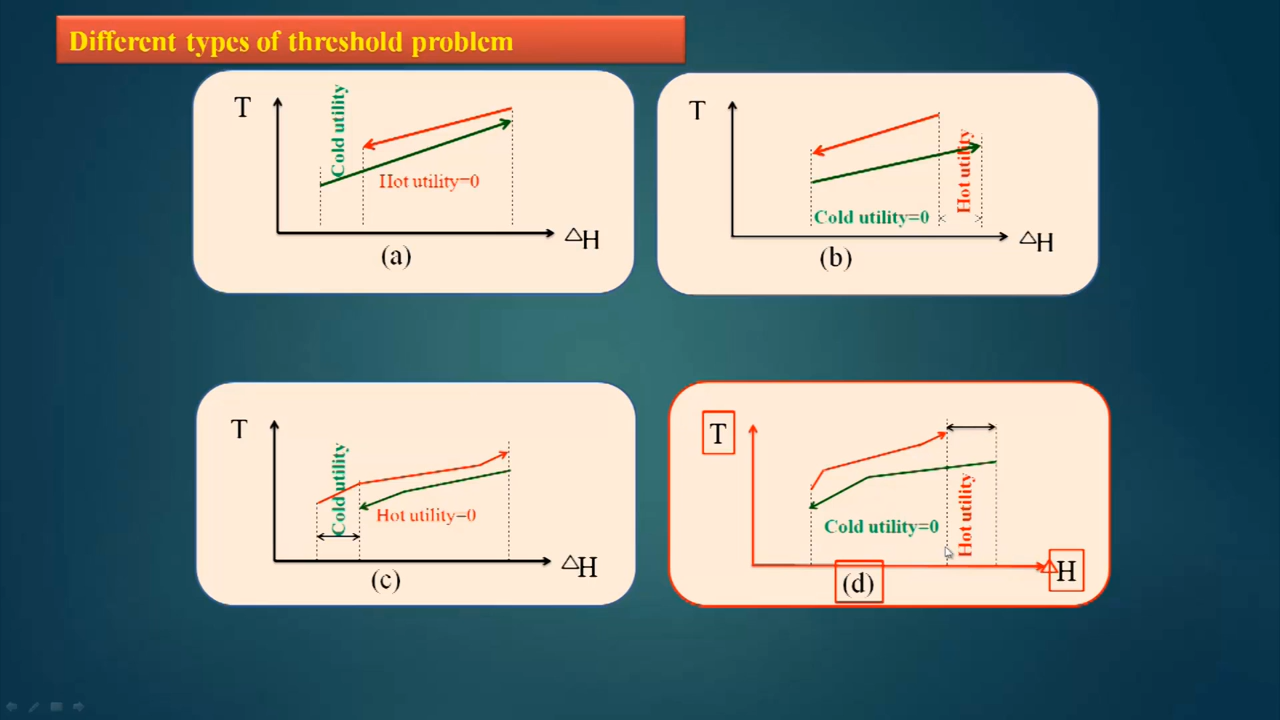 Different types of threshold problem
T
Cold utility
Hot utility=0
△H
(a)
T
Hot utility
Cold utility=0
△H
(b)
T
Cold utility
Hot utility=0
△H
(c)
T
Cold utility=0
Hot utility
△H
(d)